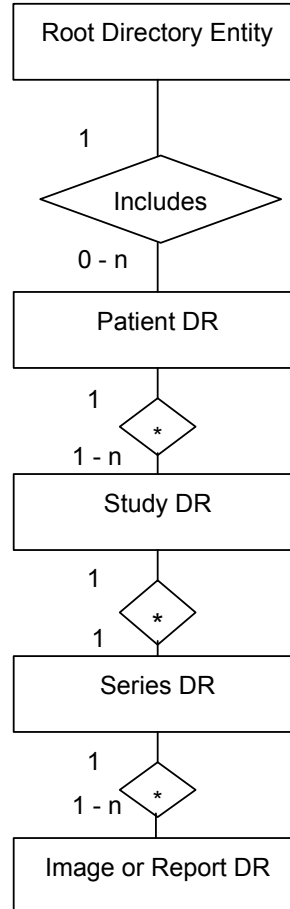 Root Directory Entity
1
Includes
0 - n
Patient DR
1
*
1 - n
Study DR
1
*
1
Series DR
1
*
1 - n
Image or Report DR